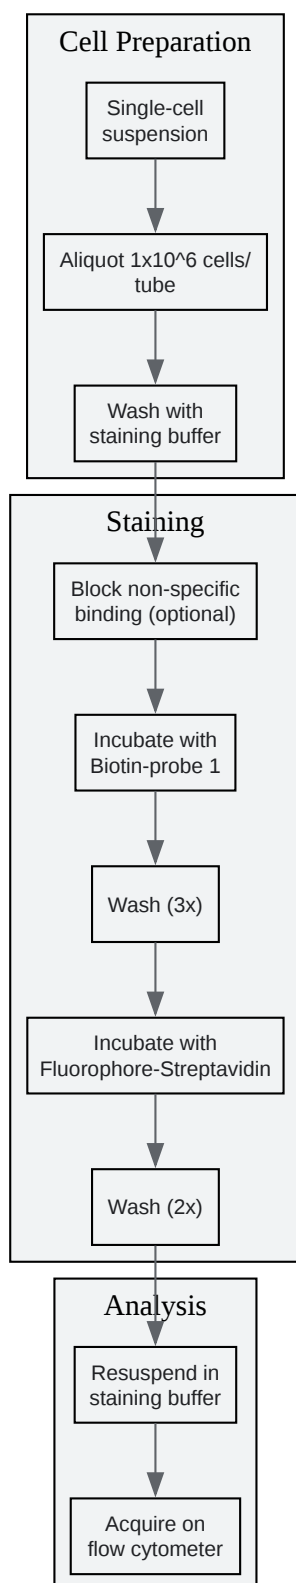 Cell Preparation
Single-cell
suspension
Aliquot 1x10^6 cells/
tube
Wash with
staining buffer
Staining
Block non-specific
binding (optional)
Incubate with
Biotin-probe 1
Wash (3x)
Incubate with
Fluorophore-Streptavidin
Wash (2x)
Analysis
Resuspend in
staining buffer
Acquire on
flow cytometer